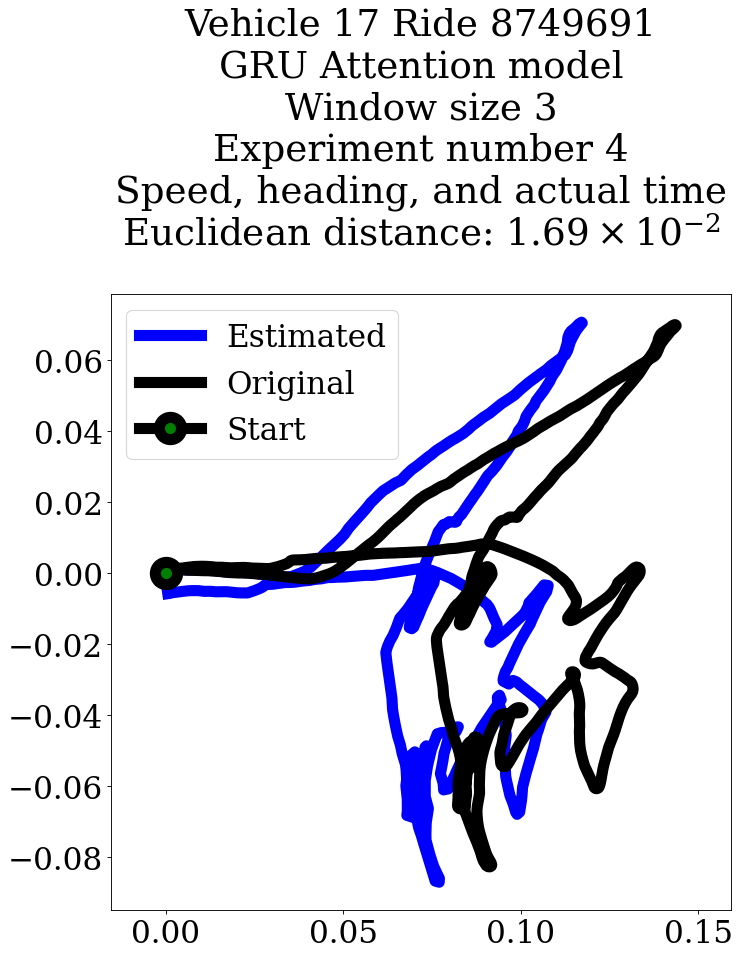 Vehicle 17 Ride 8749691
GRU Attention model
Window size 3
Experiment number 4
Speed, heading, and actual time
Euclidean distance: 1.69 × 10⁻²
Estimated
Original
Start
0.06
0.04
0.02
0.00
−0.02
−0.04
−0.06
−0.08
0.00 0.05 0.10 0.15